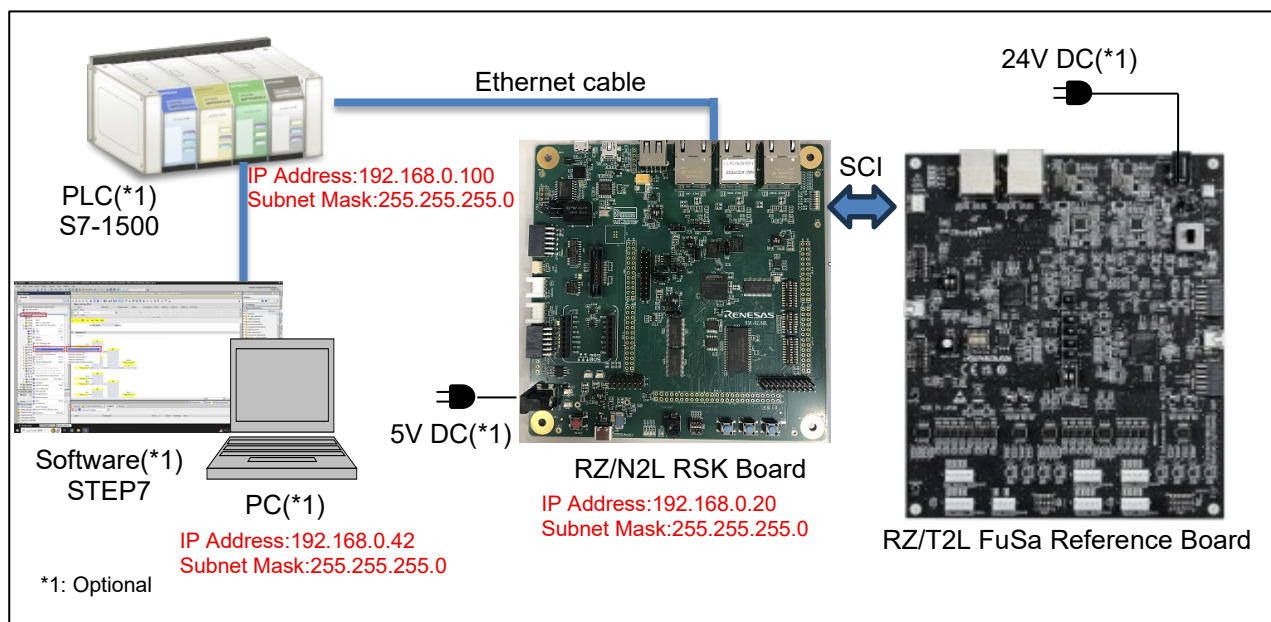 Ethernet cable
24V DC(*1)
SCI
PLC(*1)
S7-1500
IP Address:192.168.0.100
Subnet Mask:255.255.255.0
RENESAS
5V DC(*1)
Software(*1)
STEP7
PC(*1)
IP Address:192.168.0.42
Subnet Mask:255.255.255.0
RZ/N2L RSK Board
IP Address:192.168.0.20
Subnet Mask:255.255.255.0
RZ/T2L FuSa Reference Board
*1: Optional